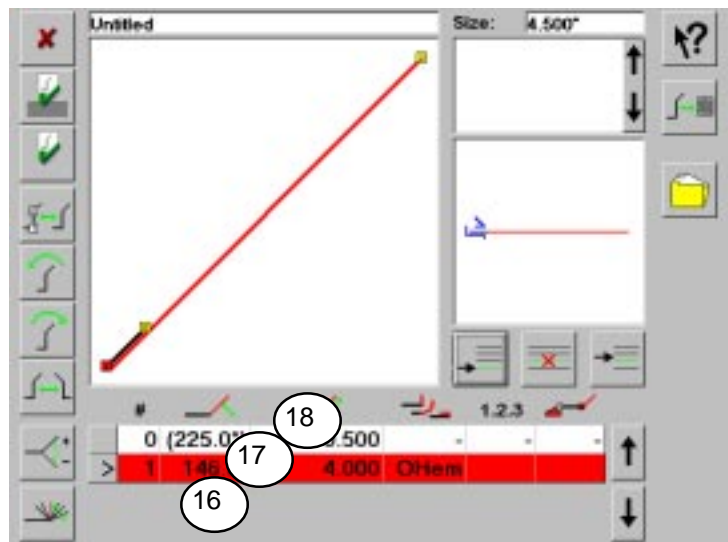 Untitled
Size: 4.500"
#
1.2.3
18
0 (225.0°) .500 - - -
17
> 1 146 4.000 OHem
16